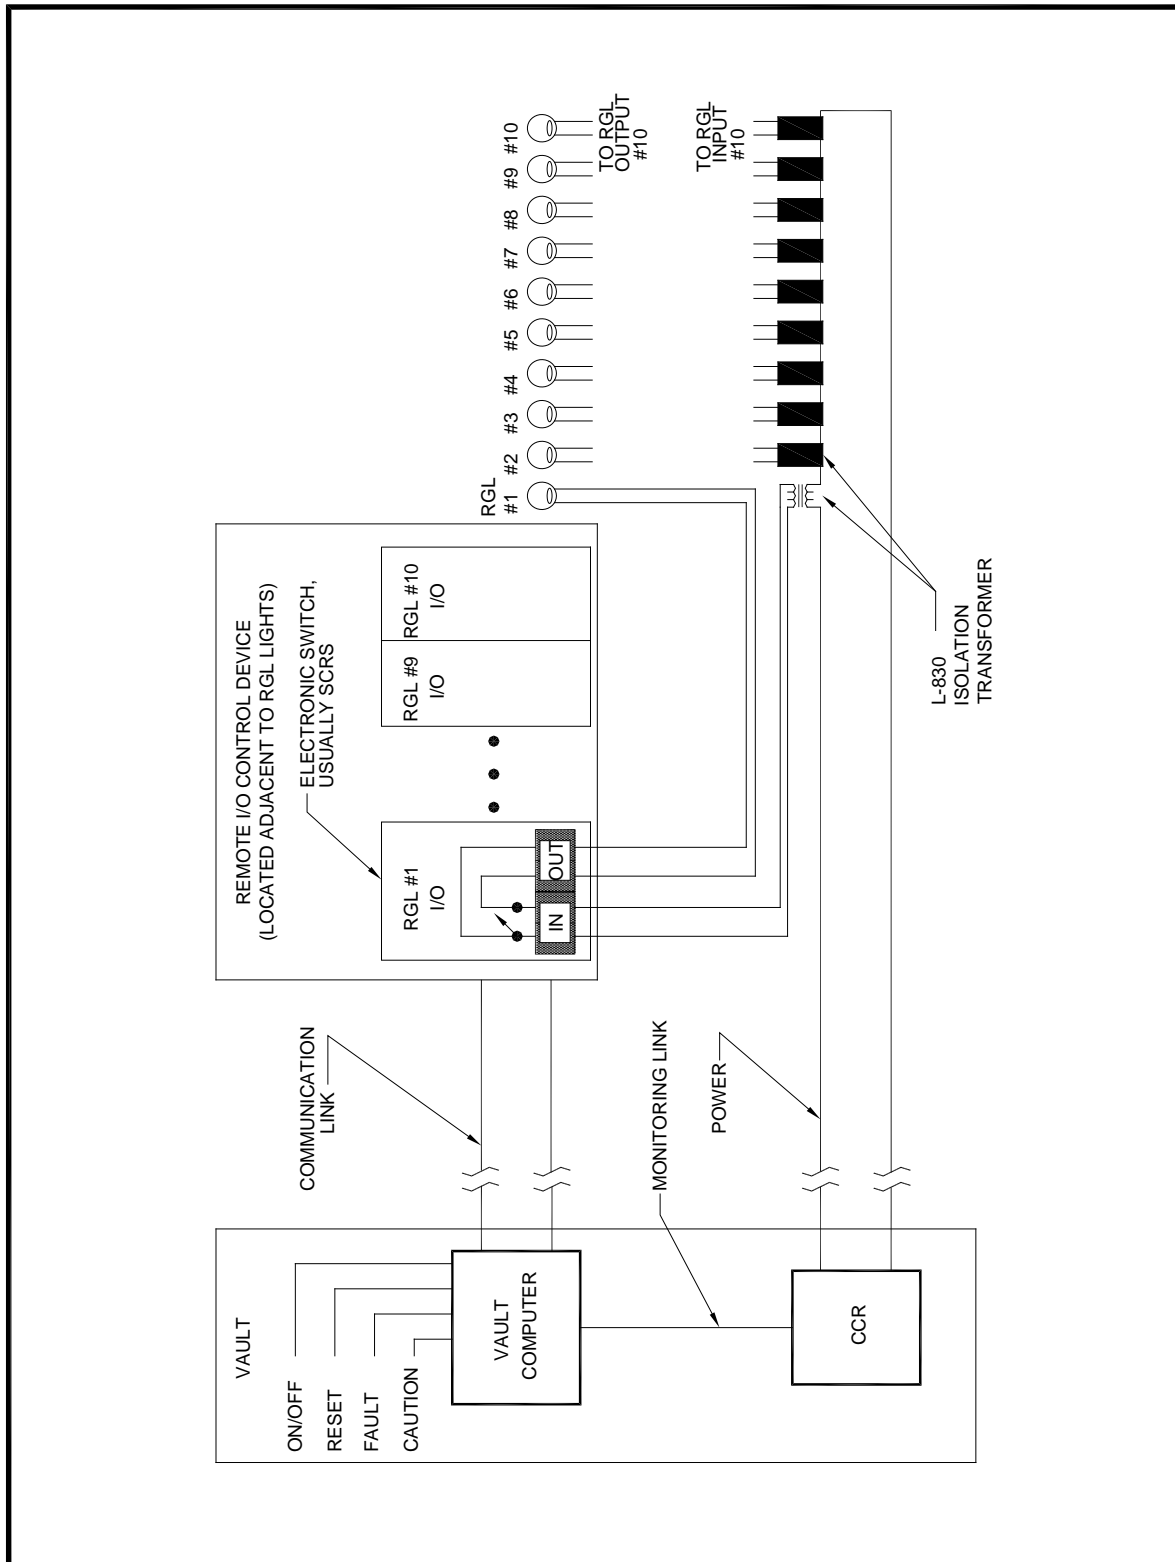 VAULT
ON/OFF
RESET
FAULT
CAUTION
VAULT
COMPUTER
CCR
COMMUNICATION
LINK
MONITORING LINK
POWER
REMOTE I/O CONTROL DEVICE
(LOCATED ADJACENT TO RGL LIGHTS)
ELECTRONIC SWITCH,
USUALLY SCRS
RGL #1
I/O
IN
OUT
RGL #9
I/O
RGL #10
I/O
RGL
#1
#2
#3
#4
#5
#6
#7
#8
#9
#10
TO RGL
OUTPUT
#10
TO RGL
INPUT
#10
L-830
ISOLATION
TRANSFORMER